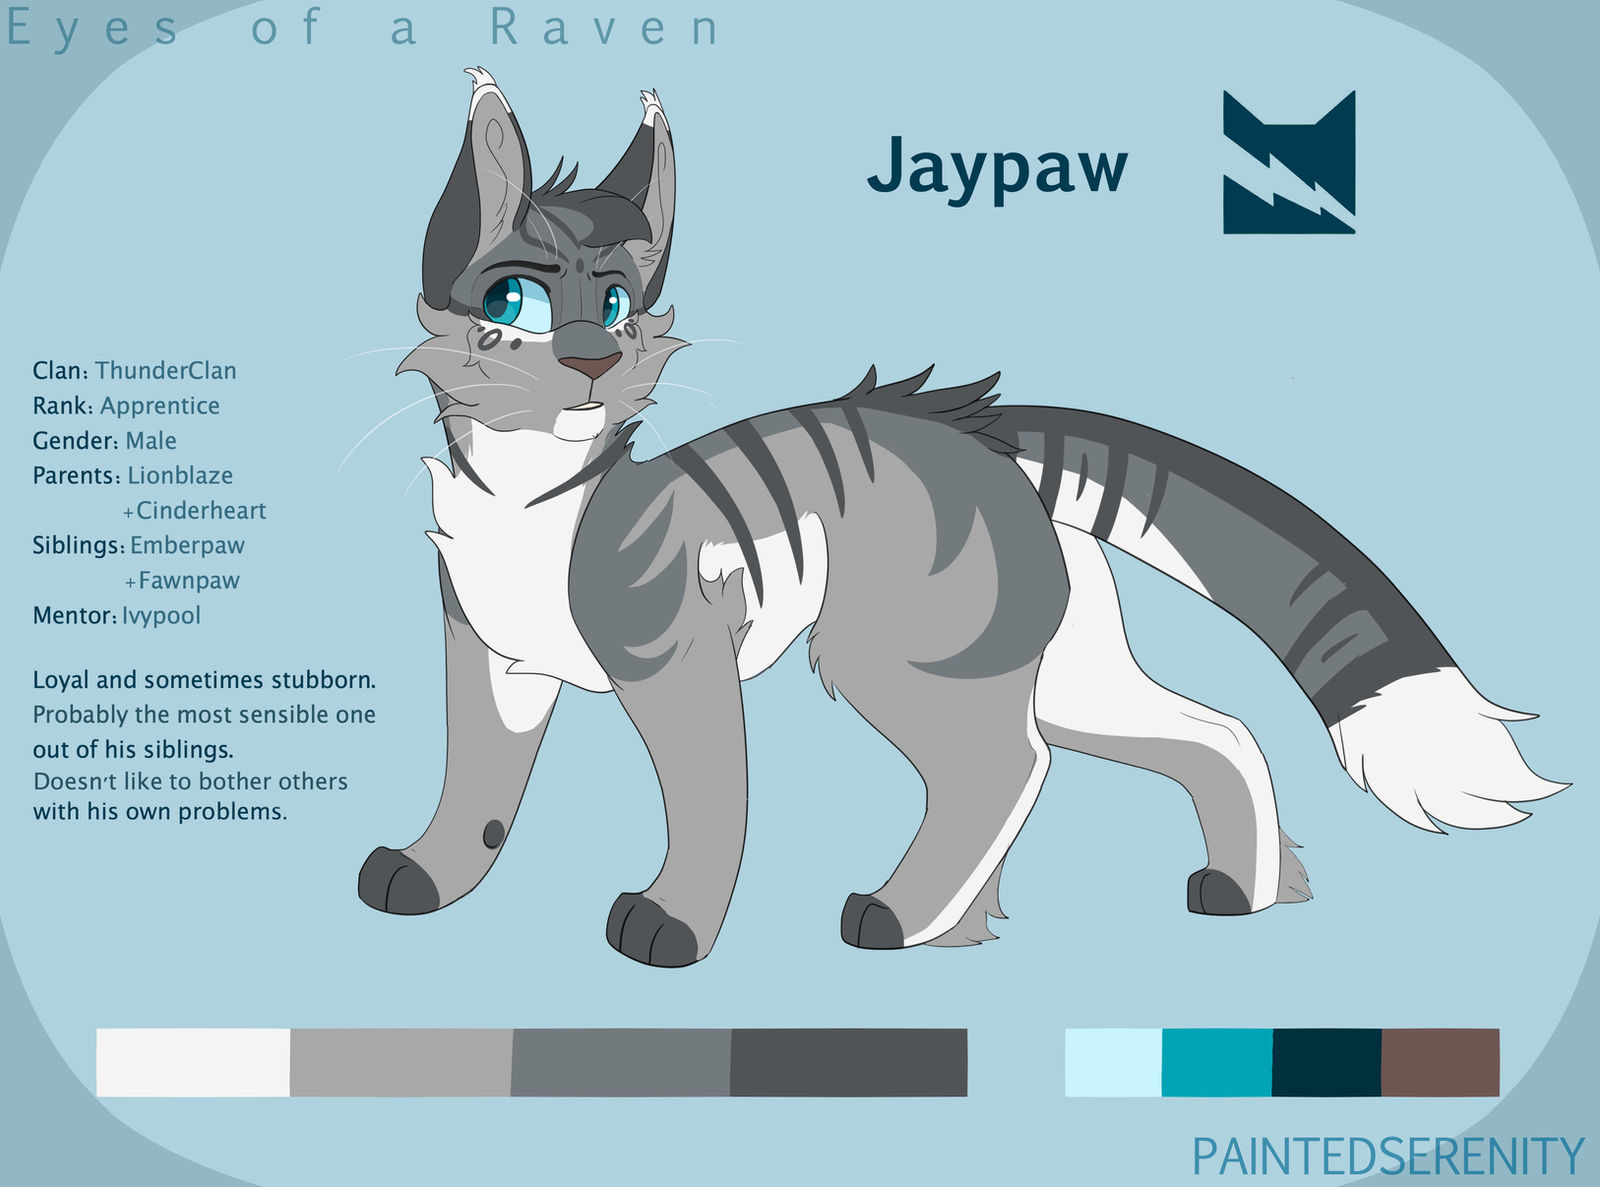 Eyes of a Raven
Jaypaw
Clan: ThunderClan
Rank: Apprentice
Gender: Male
Parents: Lionblaze
+Cinderheart
Siblings: Emberpaw
+Fawnpaw
Mentor: Ivypool
Loyal and sometimes stubborn.
Probably the most sensible one
out of his siblings.
Doesn't like to bother others
with his own problems.
PAINTEDSERENITY